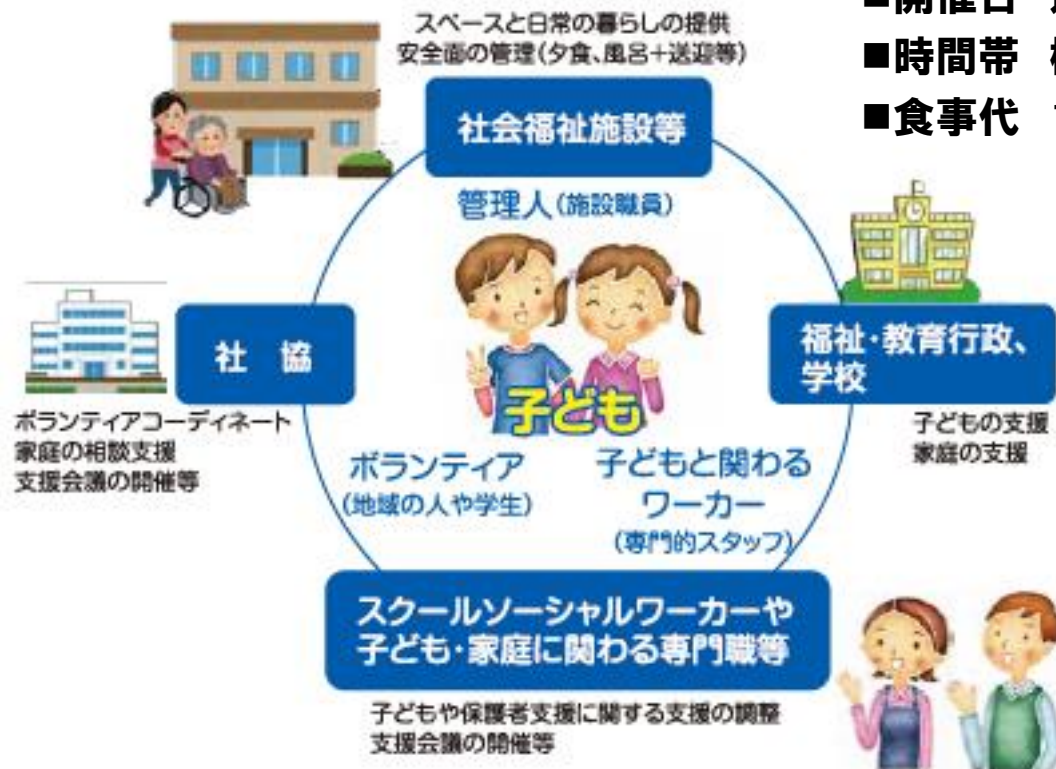 スペースと日常の暮らしの提供
安全面の管理(夕食、風呂+送迎等)
■開催日
■時間帯
■食事代
社会福祉施設等
管理人(施設職員)
社 協
ボランティアコーディネート
家庭の相談支援
支援会議の開催等
福祉・教育行政、
学校
子どもの支援
家庭の支援
子ども
ボランティア
(地域の人や学生)
子どもと関わる
ワーカー
(専門的スタッフ)
スクールソーシャルワーカーや
子ども・家庭に関わる専門職等
子どもや保護者支援に関する支援の調整
支援会議の開催等